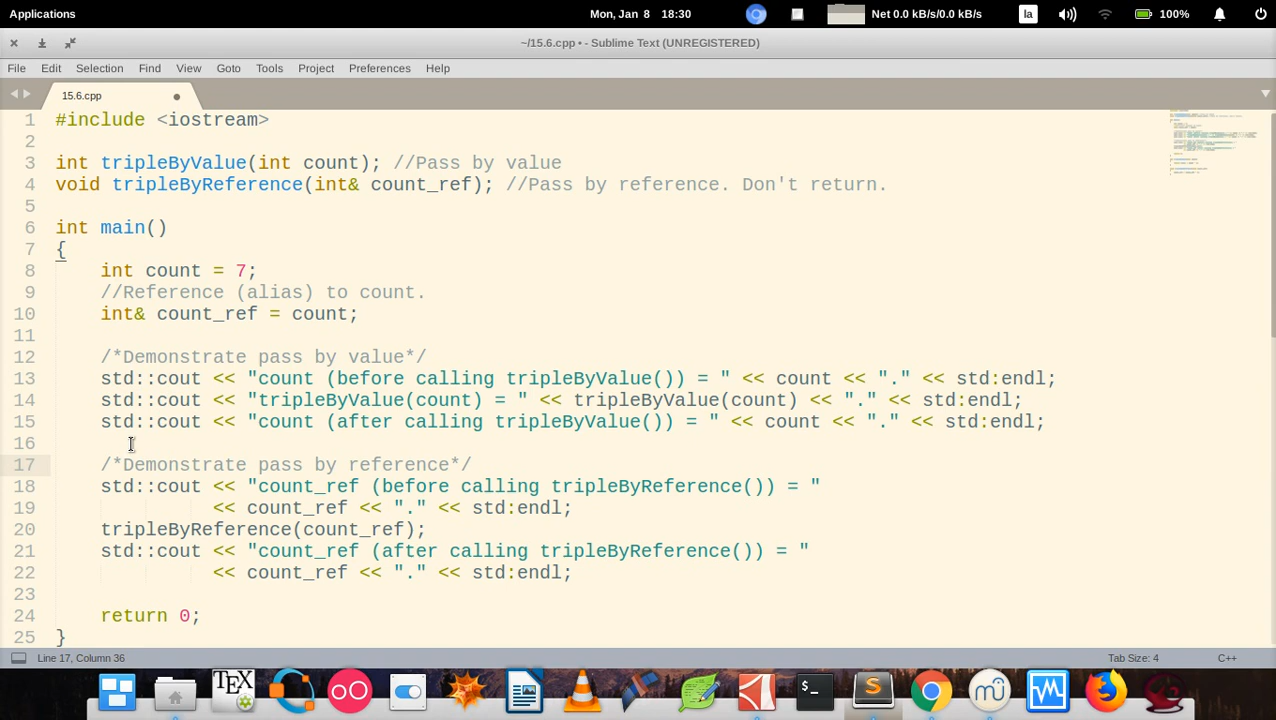 Applications
Mon, Jan 8 18:30
Net 0.0 kB/s/0.0 kB/s
la
100%
~/15.6.cpp • - Sublime Text (UNREGISTERED)
File Edit Selection Find View Goto Tools Project Preferences Help
15.6.cpp
1 #include <iostream>
2
3 int tripleByValue(int count); //Pass by value
4 void tripleByReference(int& count_ref); //Pass by reference. Don't return.
5
6 int main()
7 {
8 int count = 7;
9 //Reference (alias) to count.
10 int& count_ref = count;
11
12 /*Demonstrate pass by value*/
13 std::cout << "count (before calling tripleByValue()) = " << count << "." << std:endl;
14 std::cout << "tripleByValue(count) = " << tripleByValue(count) << "." << std:endl;
15 std::cout << "count (after calling tripleByValue()) = " << count << "." << std:endl;
16
17 /*Demonstrate pass by reference*/
18 std::cout << "count_ref (before calling tripleByReference()) = "
19 << count_ref << "." << std:endl;
20 tripleByReference(count_ref);
21 std::cout << "count_ref (after calling tripleByReference()) = "
22 << count_ref << "." << std:endl;
23
24 return 0;
25 }
Line 17, Column 36
Tab Size: 4
C++
TEX